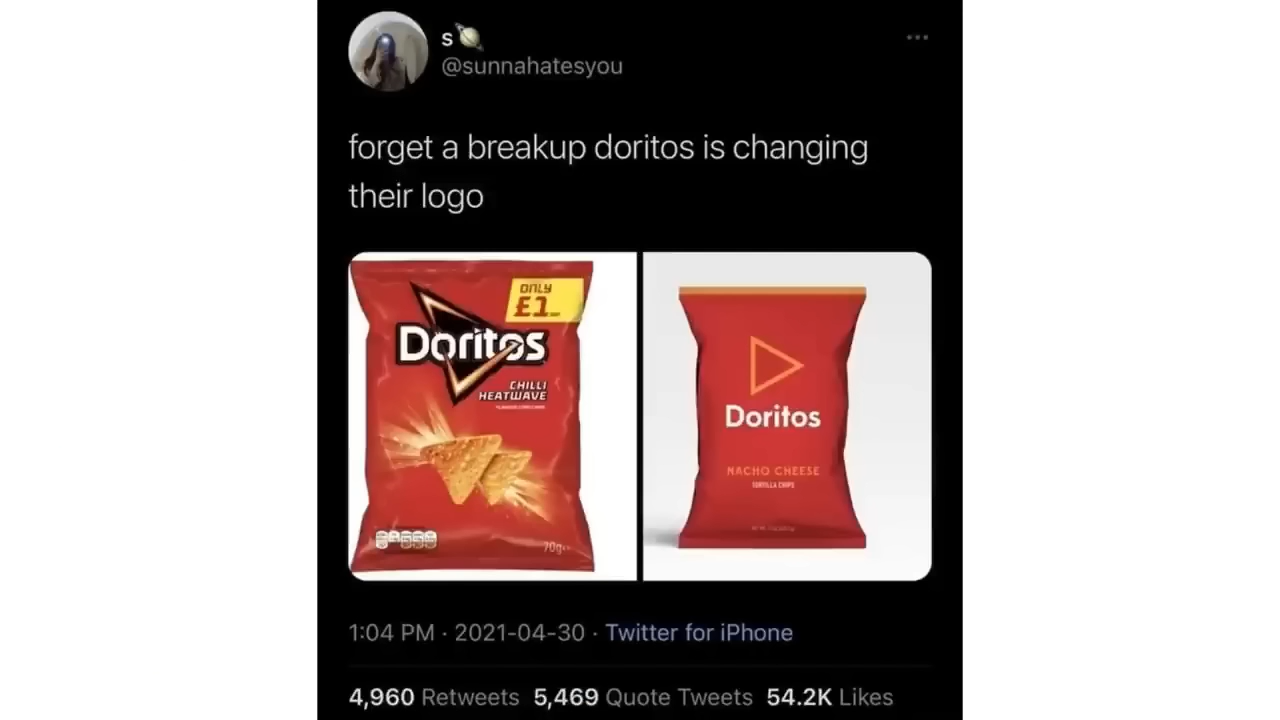 s🪐
@sunnahatesyou
forget a breakup doritos is changing
their logo
ONLY
£1
Doritos
CHILLI
HEATWAVE
70g
Doritos
NACHO CHEESE
TORTILLA CHIPS
1:04 PM · 2021-04-30 · Twitter for iPhone
4,960 Retweets 5,469 Quote Tweets 54.2K Likes